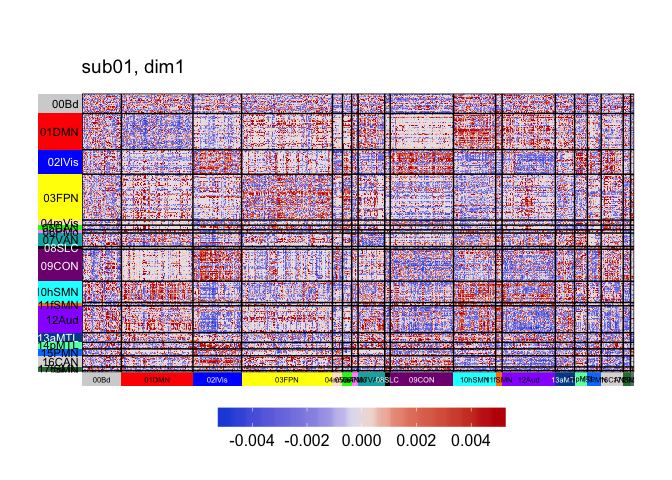 sub01, dim1
00Bd
01DMN
02lVis
03FPN
04mVis
07VAN
08SLC
09CON
10hSMN
11fSMN
12Aud
13aMTL
14pMTL
15PMN
16CAN
00Bd 01DMN 02lVis 03FPN 09CON 10hSMN 12Aud
-0.004 -0.002 0.000 0.002 0.004